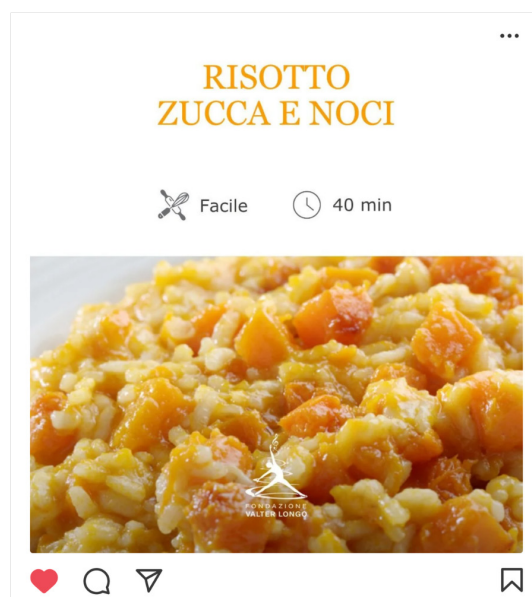 RISOTTO
ZUCCA E NOCI
Facile
40 min
FONDAZIONE
VALTER LONGO